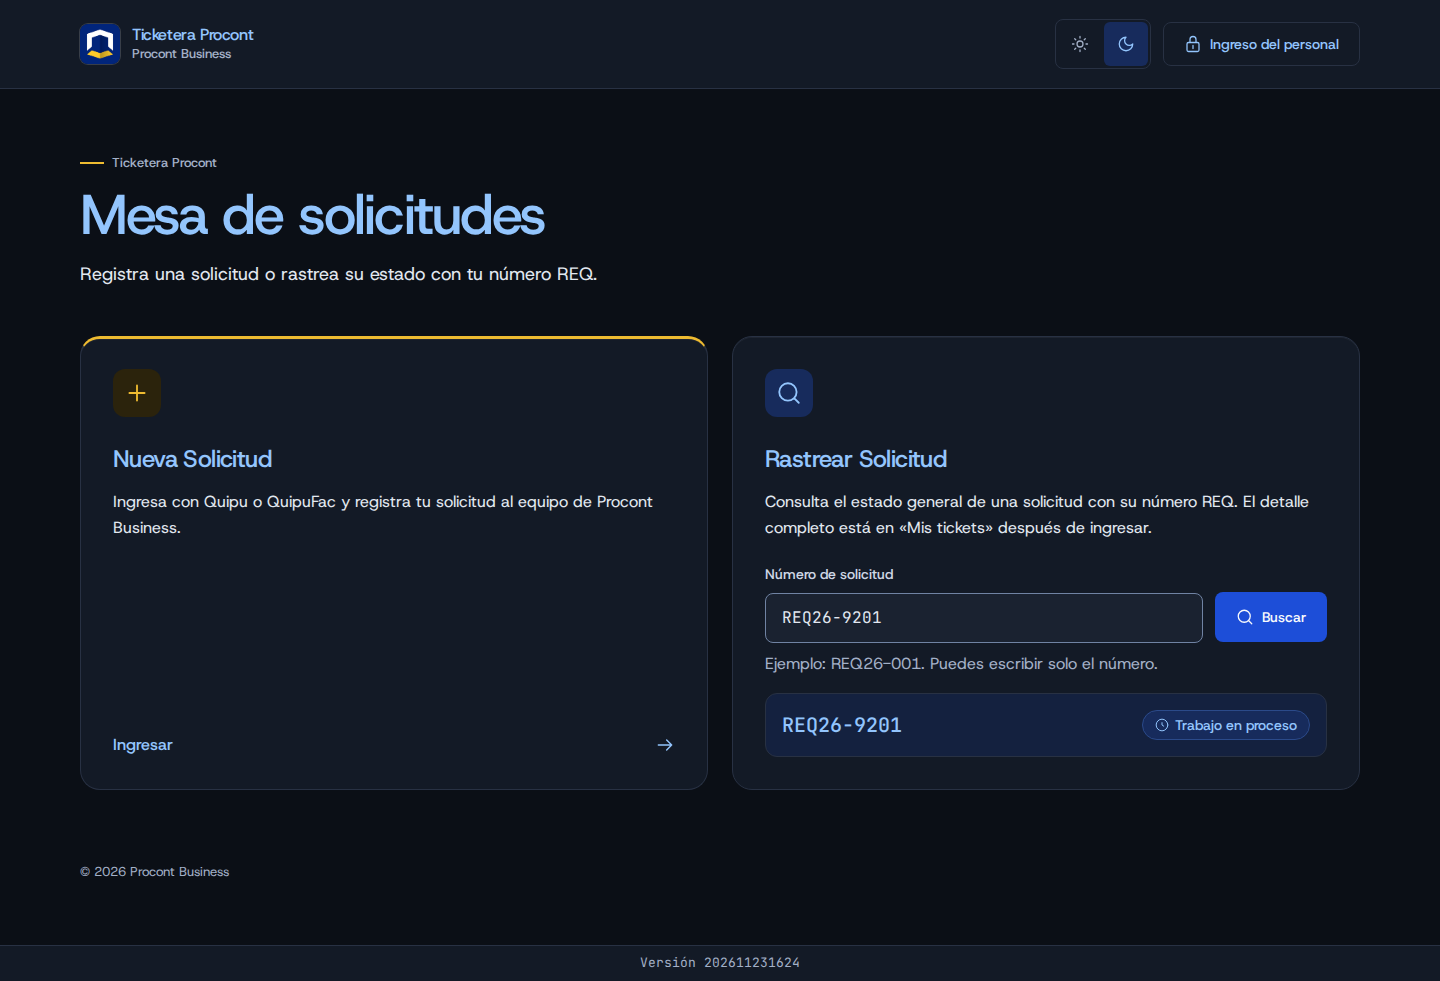 Ticketera Procont
Procont Business
Ingreso del personal
Ticketera Procont
Mesa de solicitudes
Registra una solicitud o rastrea su estado con tu número REQ.
Nueva Solicitud
Ingresa con Quipu o QuipuFac y registra tu solicitud al equipo de Procont
Business.
Ingresar
Rastrear Solicitud
Consulta el estado general de una solicitud con su número REQ. El detalle
completo está en «Mis tickets» después de ingresar.
Número de solicitud
REQ26-9201
Buscar
Ejemplo: REQ26-001. Puedes escribir solo el número.
REQ26-9201
Trabajo en proceso
© 2026 Procont Business
Versión 202611231624